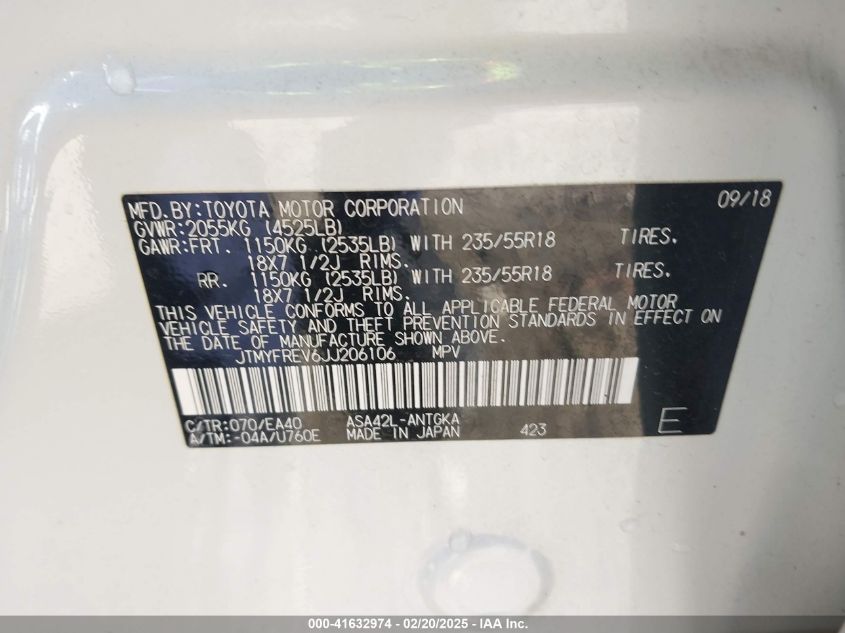 MFD.BY:TOYOTA MOTOR CORPORATION 09/18
GVWR:2055KG (4525LB)
GAWR:FRT. 1150KG (2535LB) WITH 235/55R18 TIRES.
18X7 1/2J RIMS.
RR. 1150KG (2535LB) WITH 235/55R18 TIRES.
18X7 1/2J RIMS.
THIS VEHICLE CONFORMS TO ALL APPLICABLE FEDERAL MOTOR
VEHICLE SAFETY AND THEFT PREVENTION STANDARDS IN EFFECT ON
THE DATE OF MANUFACTURE SHOWN ABOVE.
JTMYFREV6JJ206106 MPV
C/TR:070/EA40 ASA42L-ANTGKA
A/TM:-04A/U760E MADE IN JAPAN 423 E
000-41632974 - 02/20/2025 - IAA Inc.